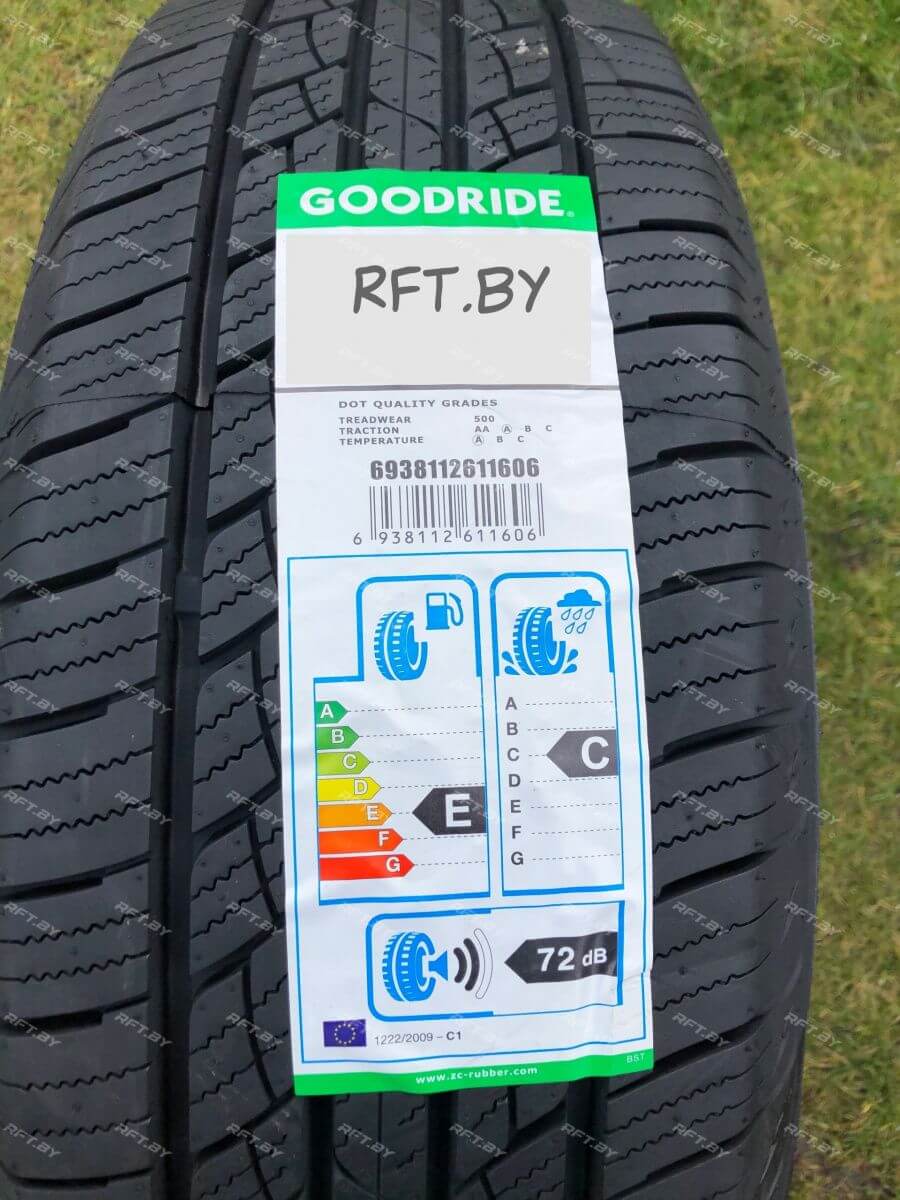 GOODRIDE®
RFT.BY
DOT QUALITY GRADES
TREADWEAR 500
TRACTION AA A B C
TEMPERATURE A B C
6938112611606
6 938112 611606
A
B
C
D
E
F
G
E
A
B
C
D
E
F
G
C
72 dB
1222/2009 – C1
BST
www.zc-rubber.com